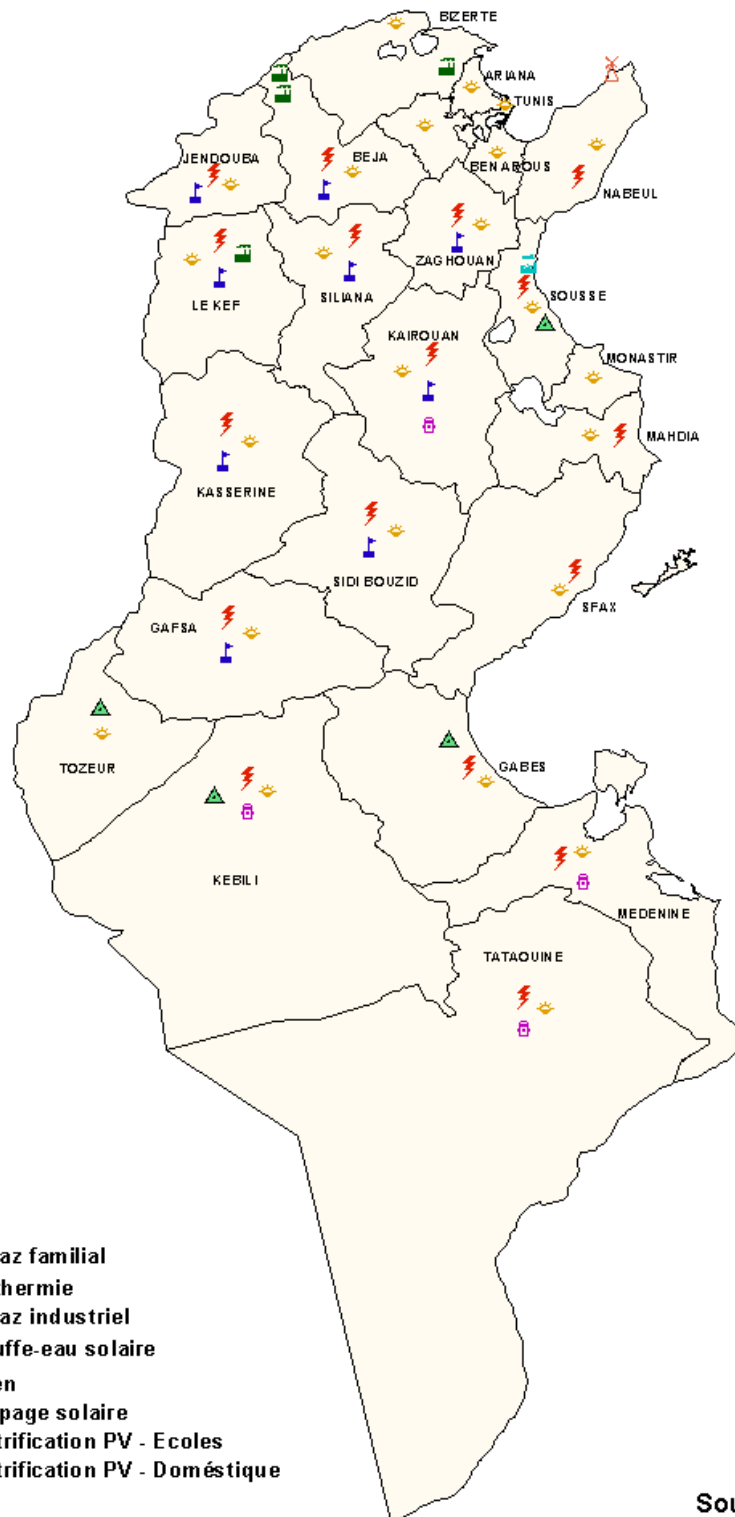 BIZERTE
ARIANA
TUNIS
JENDOUBA
BEJA
BEN AROUS
NABEUL
ZAGHOUAN
LE KEF
SILIANA
SOUSSE
KAIROUAN
MONASTIR
MAHDIA
KASSERINE
SIDI BOUZID
SFAX
GAFSA
TOZEUR
GABES
KEBILI
MEDENINE
TATAOUINE
az familial
hermie
az industriel
uffe-eau solaire
en
page solaire
trification PV - Ecoles
trification PV - Doméstique
Sou